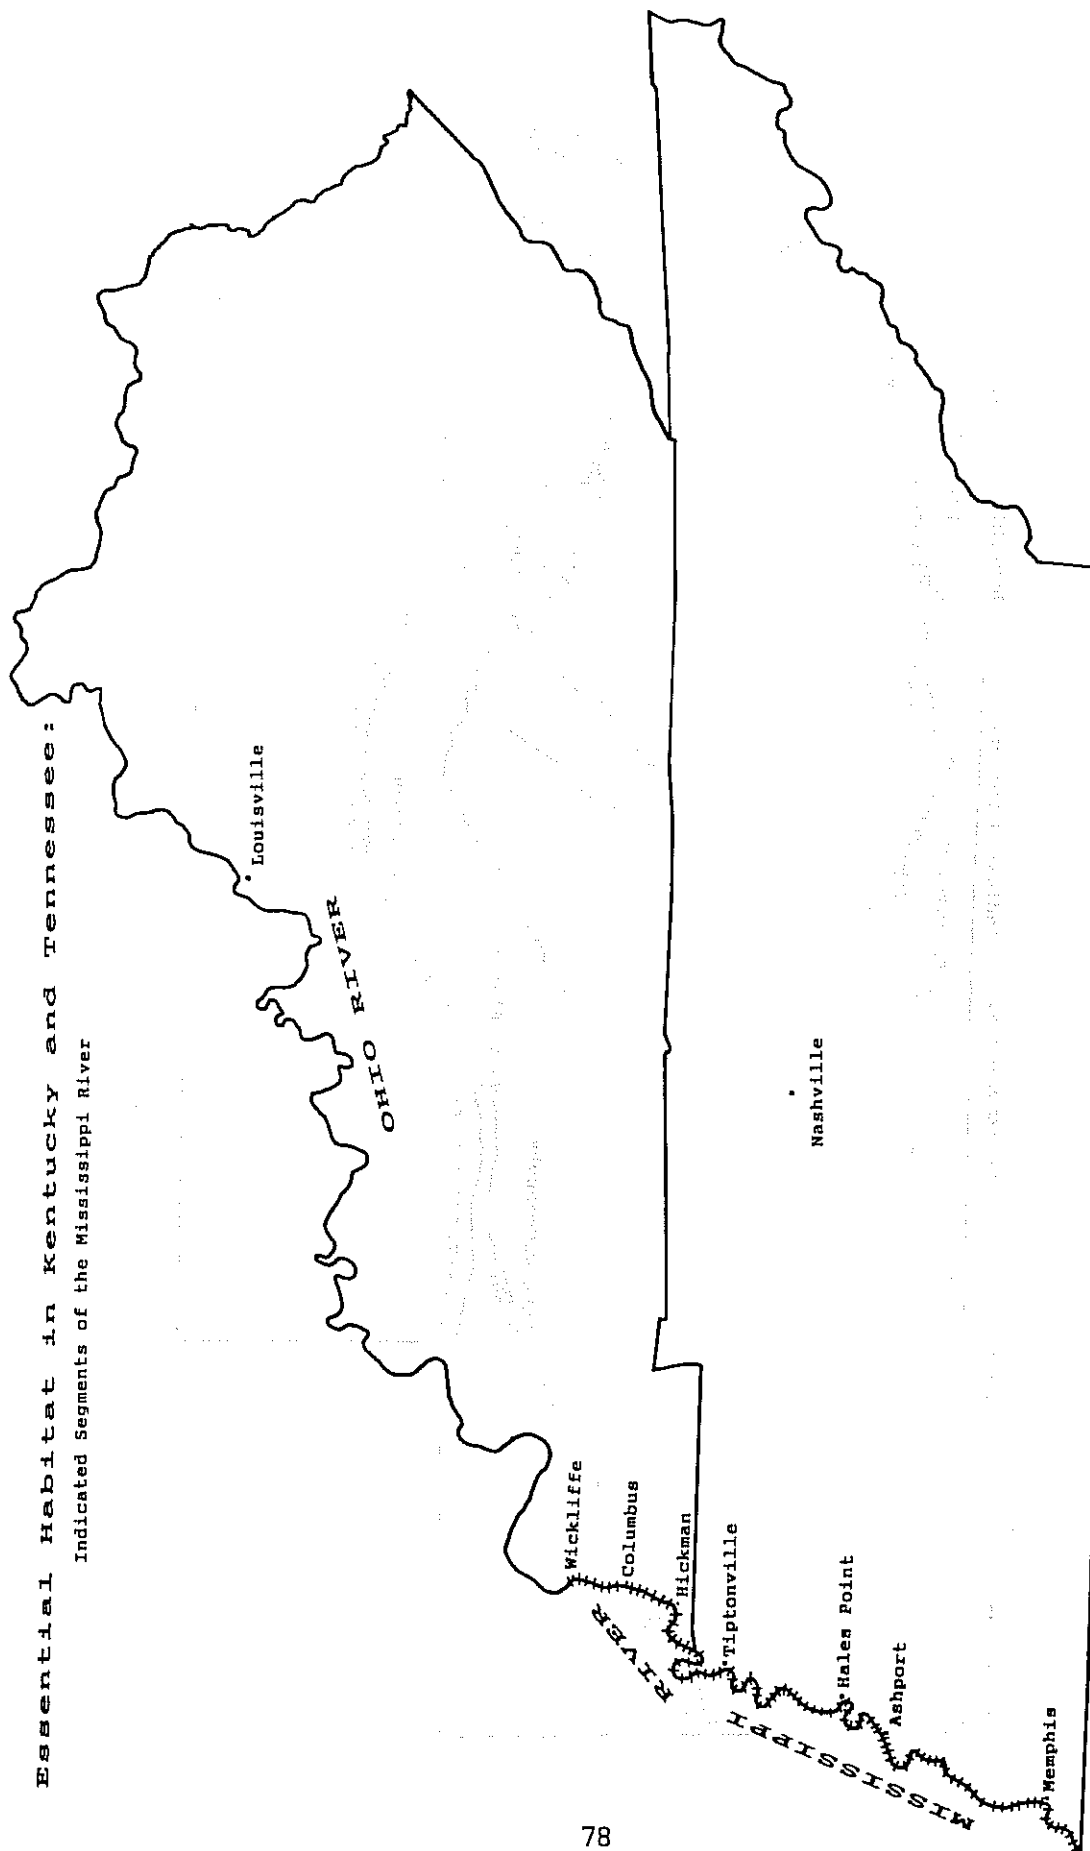 Essential Habitat in Kentucky and Tennessee:
Indicated Segments of the Mississippi River
Louisville
OHIO RIVER
Wickliffe
Columbus
Hickman
Tiptonville
Hales Point
Ashport
Memphis
Nashville
MISSISSIPPI RIVER
78